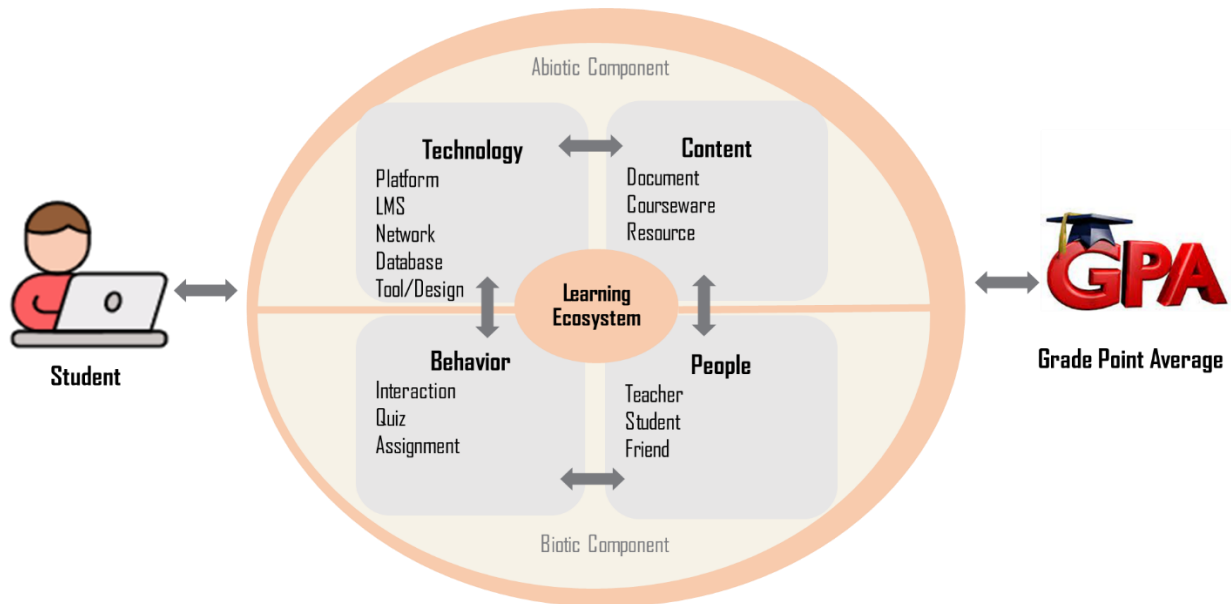 Abiotic Component
Technology
Platform
LMS
Network
Database
Tool/Design
Content
Document
Courseware
Resource
Learning
Ecosystem
Behavior
Interaction
Quiz
Assignment
People
Teacher
Student
Friend
Biotic Component
Student
GPA
Grade Point Average